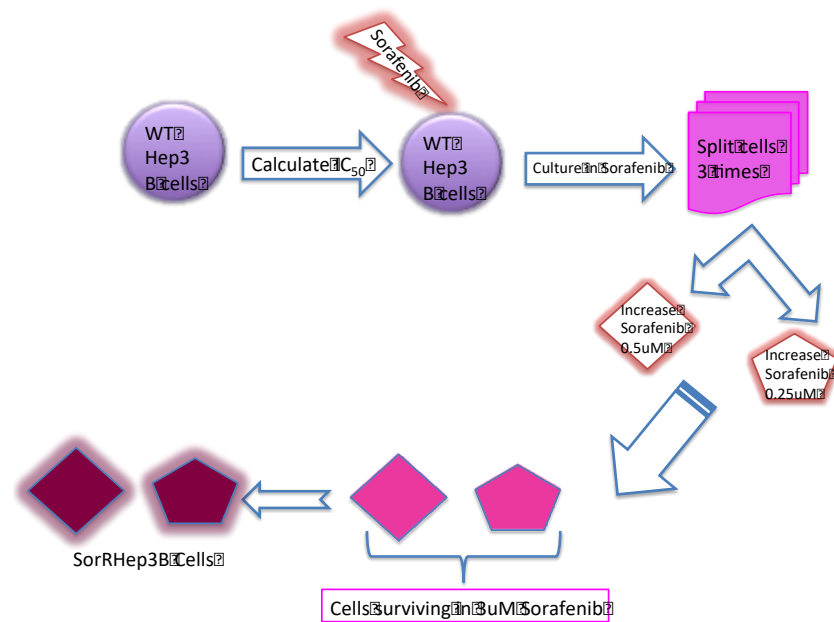 Sorafenib
WT
Hep3
B cells
Calculate IC50
WT
Hep3
B cells
Culture in Sorafenib
Split cells
3 times
Increase
Sorafenib
0.5uM
Increase
Sorafenib
0.25uM
SorRHep3B Cells
Cells surviving in 3uM Sorafenib